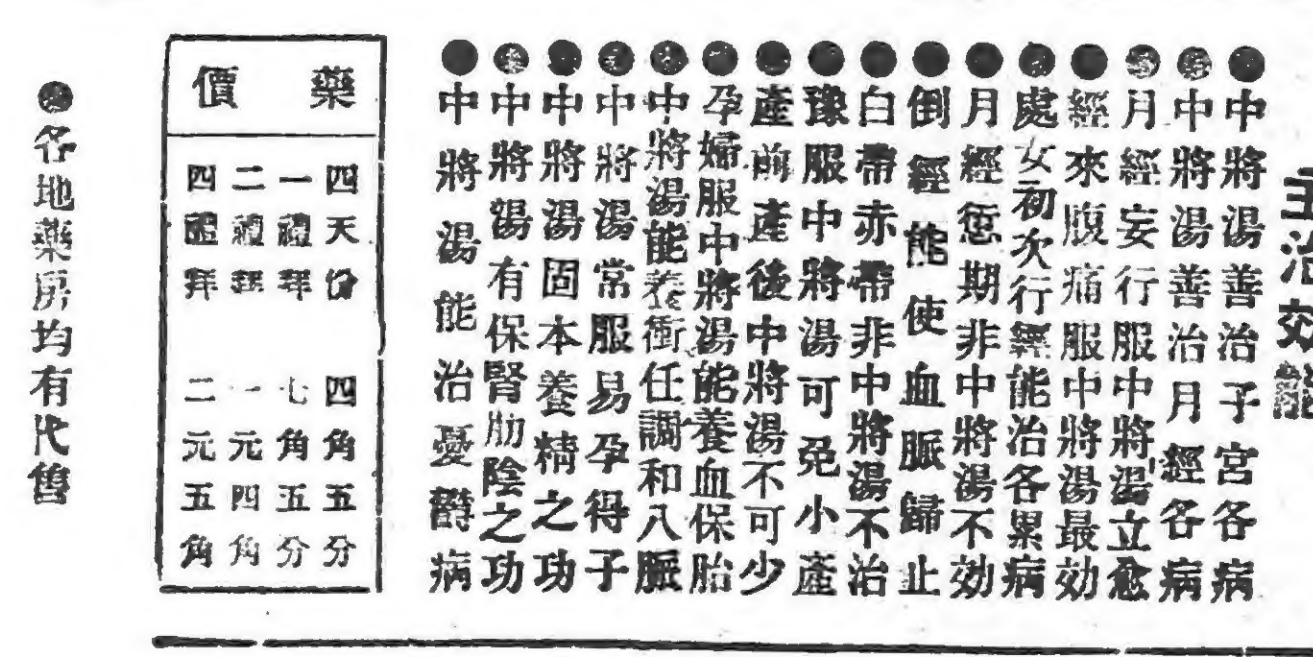 主治効能
●中將湯善治子宮各病
●中將湯善治月經各病
●月經妄行服中將湯立愈
●經來腹痛服中將湯最効
●處女初次行經能治各累病
●月經愆期非中將湯不効
●倒經能使血脈歸止
●白帶赤帶非中將湯不治
●豫服中將湯可免小產
●產前產後中將湯不可少
●孕婦服中將湯能養血保胎
●中將湯能養衝任調和八脈
●中將湯常服易孕得子
●中將湯固本養精之功
●中將湯有保腎肋陰之功
●中將湯能治憂欝病
藥價
四天份 四角五分
一禮拜 七角五分
二禮拜 一元四角
四禮拜 二元五角
●各地藥房均有代售